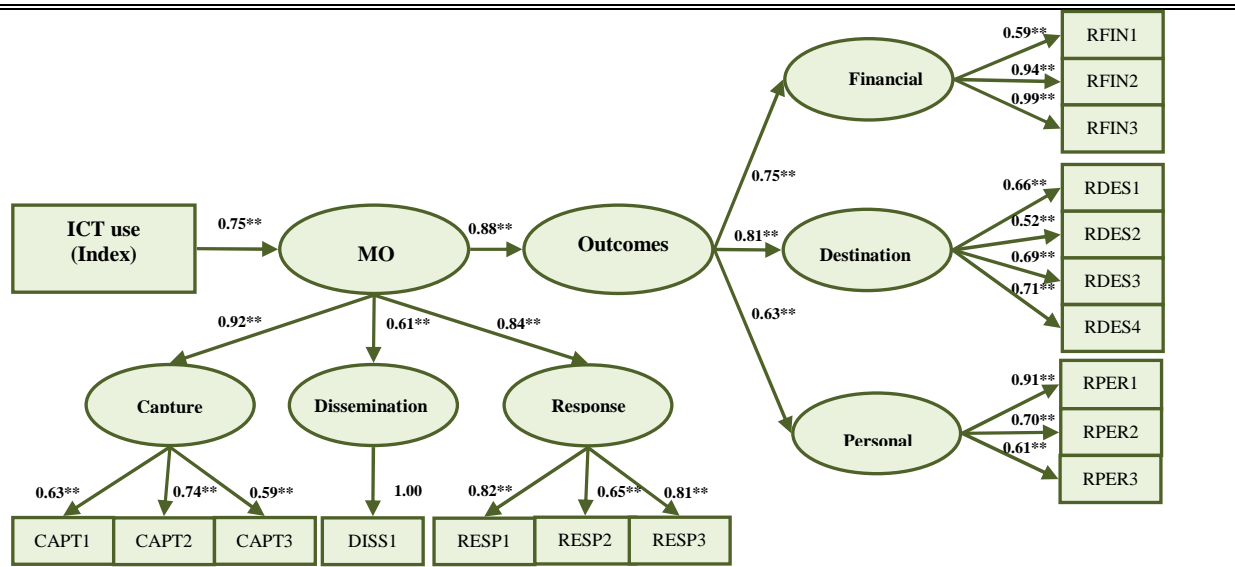 0.59**
RFIN1
Financial
0.94**
RFIN2
0.99**
RFIN3
0.75**
0.66**
RDES1
ICT use
(Index)
0.75**
MO
0.88**
Outcomes
0.81**
Destination
0.52**
RDES2
0.69**
RDES3
0.71**
RDES4
0.63**
0.92**
0.61**
0.84**
Capture
Dissemination
Response
Personal
0.91**
RPER1
0.70**
RPER2
0.61**
RPER3
0.63**
0.74**
0.59**
1.00
0.82**
0.65**
0.81**
CAPT1
CAPT2
CAPT3
DISS1
RESP1
RESP2
RESP3